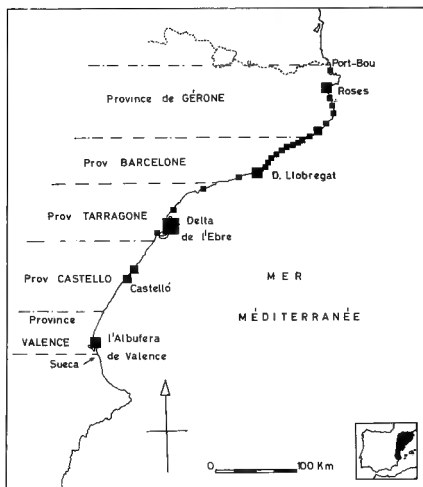 Port-Bou
Province de GÉRONE
Roses
Prov BARCELONE
D. Llobregat
Prov TARRAGONE
Delta
de l'Ebre
Prov CASTELLO
Castelló
MER
MÉDITERRANÉE
Province
VALENCE
l'Albufera
de Valence
Sueca
0 100 Km